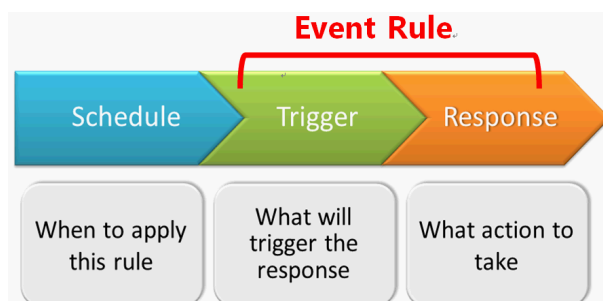 Event Rule
Schedule
Trigger
Response
When to apply
this rule
What will
trigger the
response
What action to
take